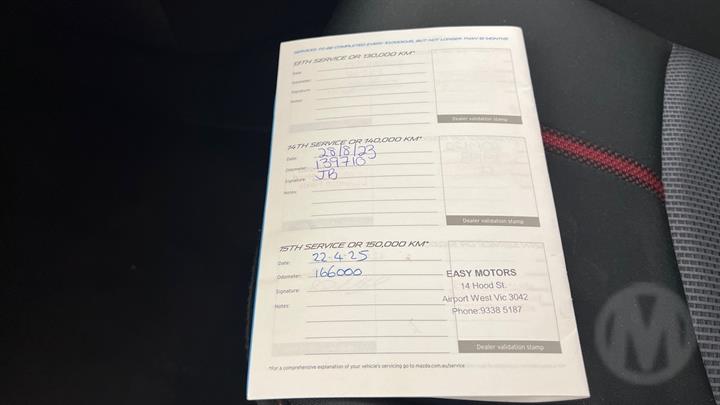 SERVICES TO BE COMPLETED EVERY 10,000KMS, BUT NOT LONGER THAN 12 MONTHS
13TH SERVICE OR 130,000 KM*
Date:
Odometer:
Signature:
Notes:
Dealer validation stamp
14TH SERVICE OR 140,000 KM*
Date: 28/8/23
Odometer: 139710
Signature: JB
Notes:
Dealer validation stamp
15TH SERVICE OR 150,000 KM*
Date: 22-4-25
Odometer: 166000
Signature:
Notes:
EASY MOTORS
14 Hood St.
Airport West Vic 3042
Phone:9338 5187
Dealer validation stamp
*For a comprehensive explanation of your vehicle's servicing go to mazda.com.au/service
M